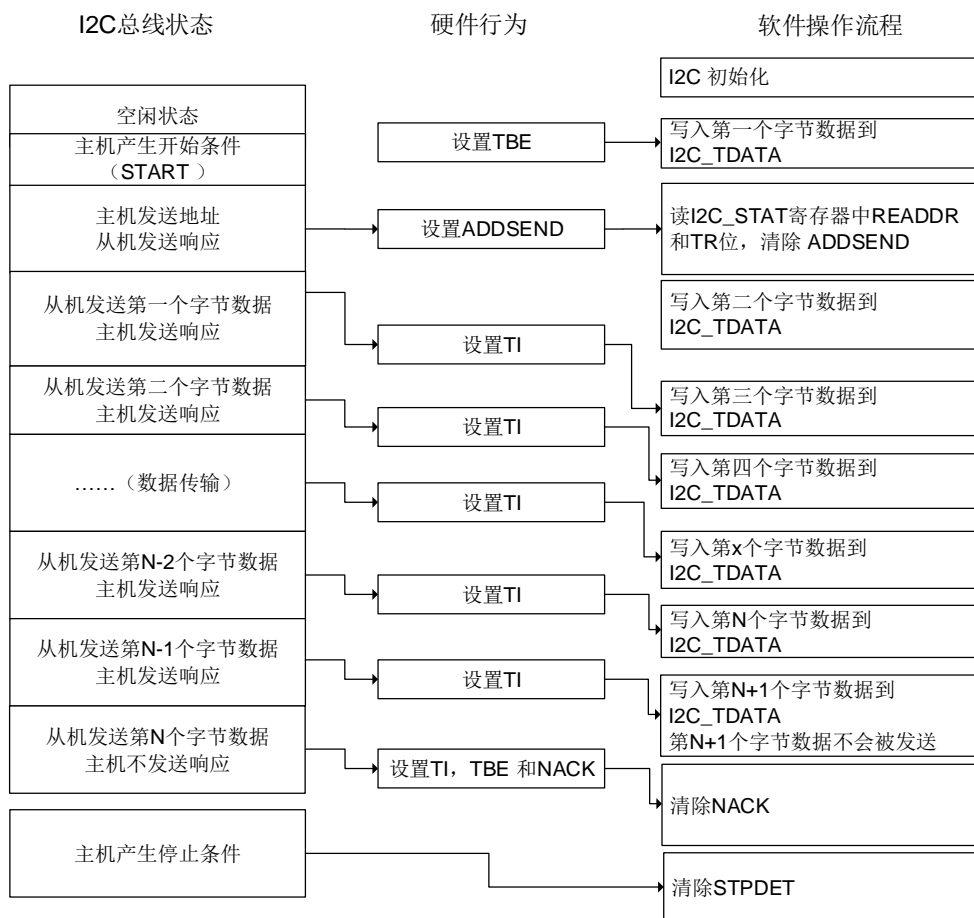 I2C总线状态
硬件行为
软件操作流程
I2C 初始化
空闲状态
主机产生开始条件
（START ）
设置TBE
写入第一个字节数据到
I2C_TDATA
主机发送地址
从机发送响应
设置ADDSEND
读I2C_STAT寄存器中READDR
和TR位，清除 ADDSEND
从机发送第一个字节数据
主机发送响应
设置TI
写入第二个字节数据到
I2C_TDATA
从机发送第二个字节数据
主机发送响应
设置TI
写入第三个字节数据到
I2C_TDATA
……（数据传输）
设置TI
写入第四个字节数据到
I2C_TDATA
写入第x个字节数据到
I2C_TDATA
从机发送第N-2个字节数据
主机发送响应
设置TI
写入第N个字节数据到
I2C_TDATA
从机发送第N-1个字节数据
主机发送响应
设置TI
写入第N+1个字节数据到
I2C_TDATA
第N+1个字节数据不会被发送
从机发送第N个字节数据
主机不发送响应
设置TI，TBE 和NACK
清除NACK
主机产生停止条件
清除STPDET